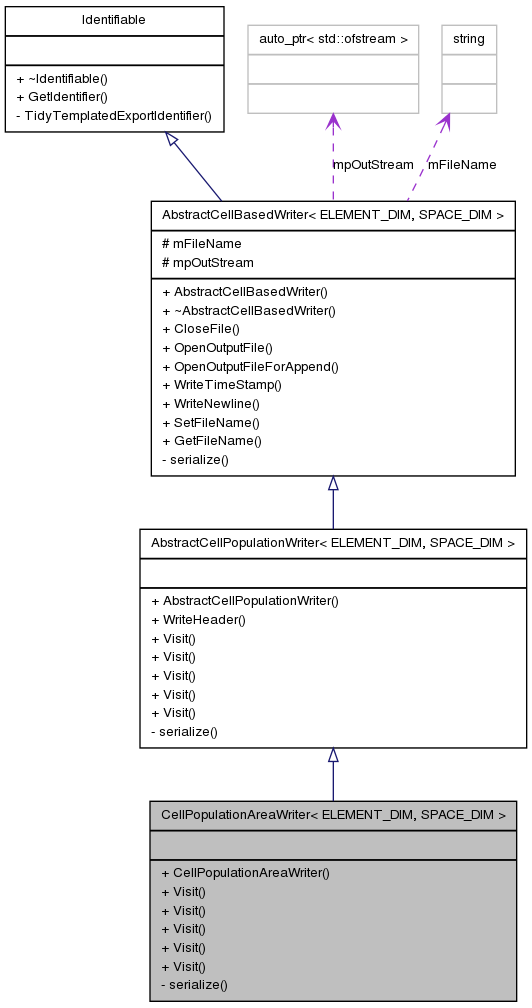 Identifiable
+ ~Identifiable()
+ GetIdentifier()
- TidyTemplatedExportIdentifier()
auto_ptr< std::ofstream >
string
mpOutStream
mFileName
AbstractCellBasedWriter< ELEMENT_DIM, SPACE_DIM >
# mFileName
# mpOutStream
+ AbstractCellBasedWriter()
+ ~AbstractCellBasedWriter()
+ CloseFile()
+ OpenOutputFile()
+ OpenOutputFileForAppend()
+ WriteTimeStamp()
+ WriteNewline()
+ SetFileName()
+ GetFileName()
- serialize()
AbstractCellPopulationWriter< ELEMENT_DIM, SPACE_DIM >
+ AbstractCellPopulationWriter()
+ WriteHeader()
+ Visit()
+ Visit()
+ Visit()
+ Visit()
+ Visit()
- serialize()
CellPopulationAreaWriter< ELEMENT_DIM, SPACE_DIM >
+ CellPopulationAreaWriter()
+ Visit()
+ Visit()
+ Visit()
+ Visit()
+ Visit()
- serialize()